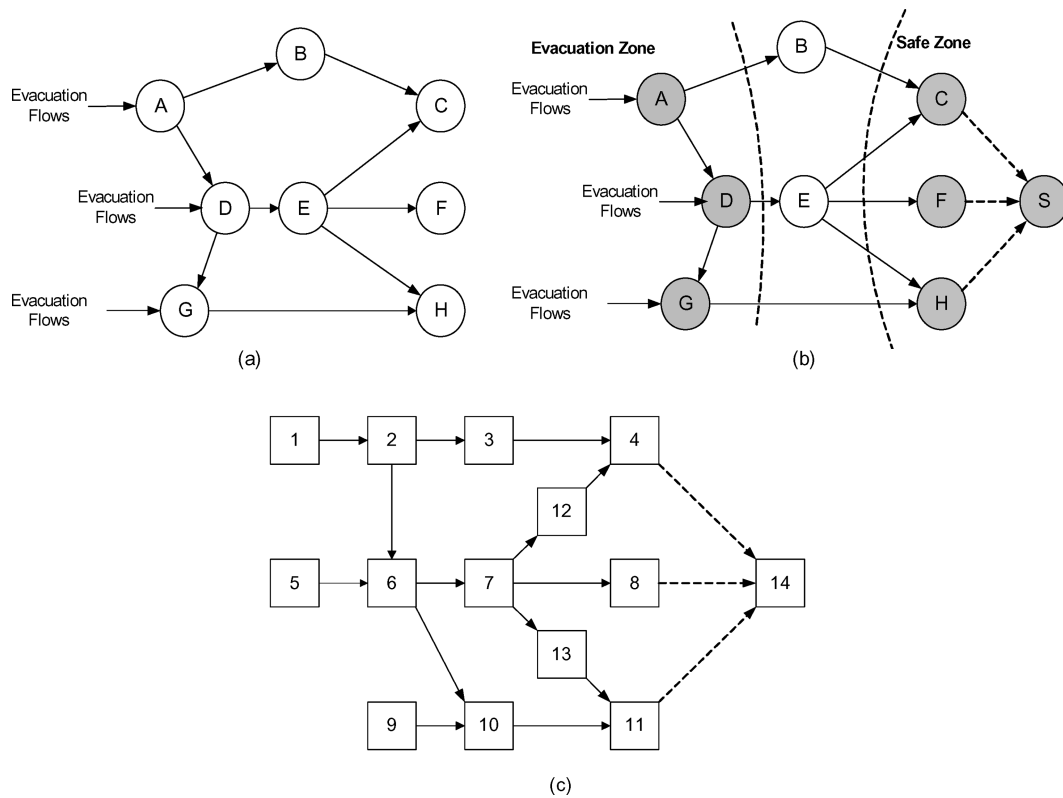 B
A
C
Evacuation
Flows
D
E
F
Evacuation
Flows
G
H
Evacuation
Flows
(a)
Evacuation Zone
B
Safe Zone
A
C
Evacuation
Flows
D
E
F
S
Evacuation
Flows
G
H
Evacuation
Flows
(b)
1
2
3
4
12
5
6
7
8
14
13
9
10
11
(c)